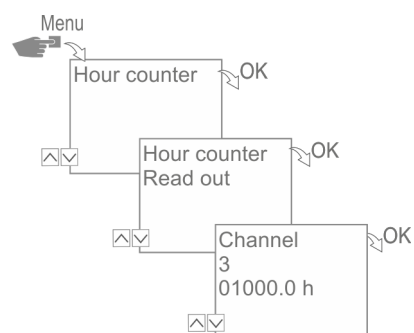 Menu
Hour counter
OK
Hour counter
OK
Read out
Channel
OK
3
01000.0 h